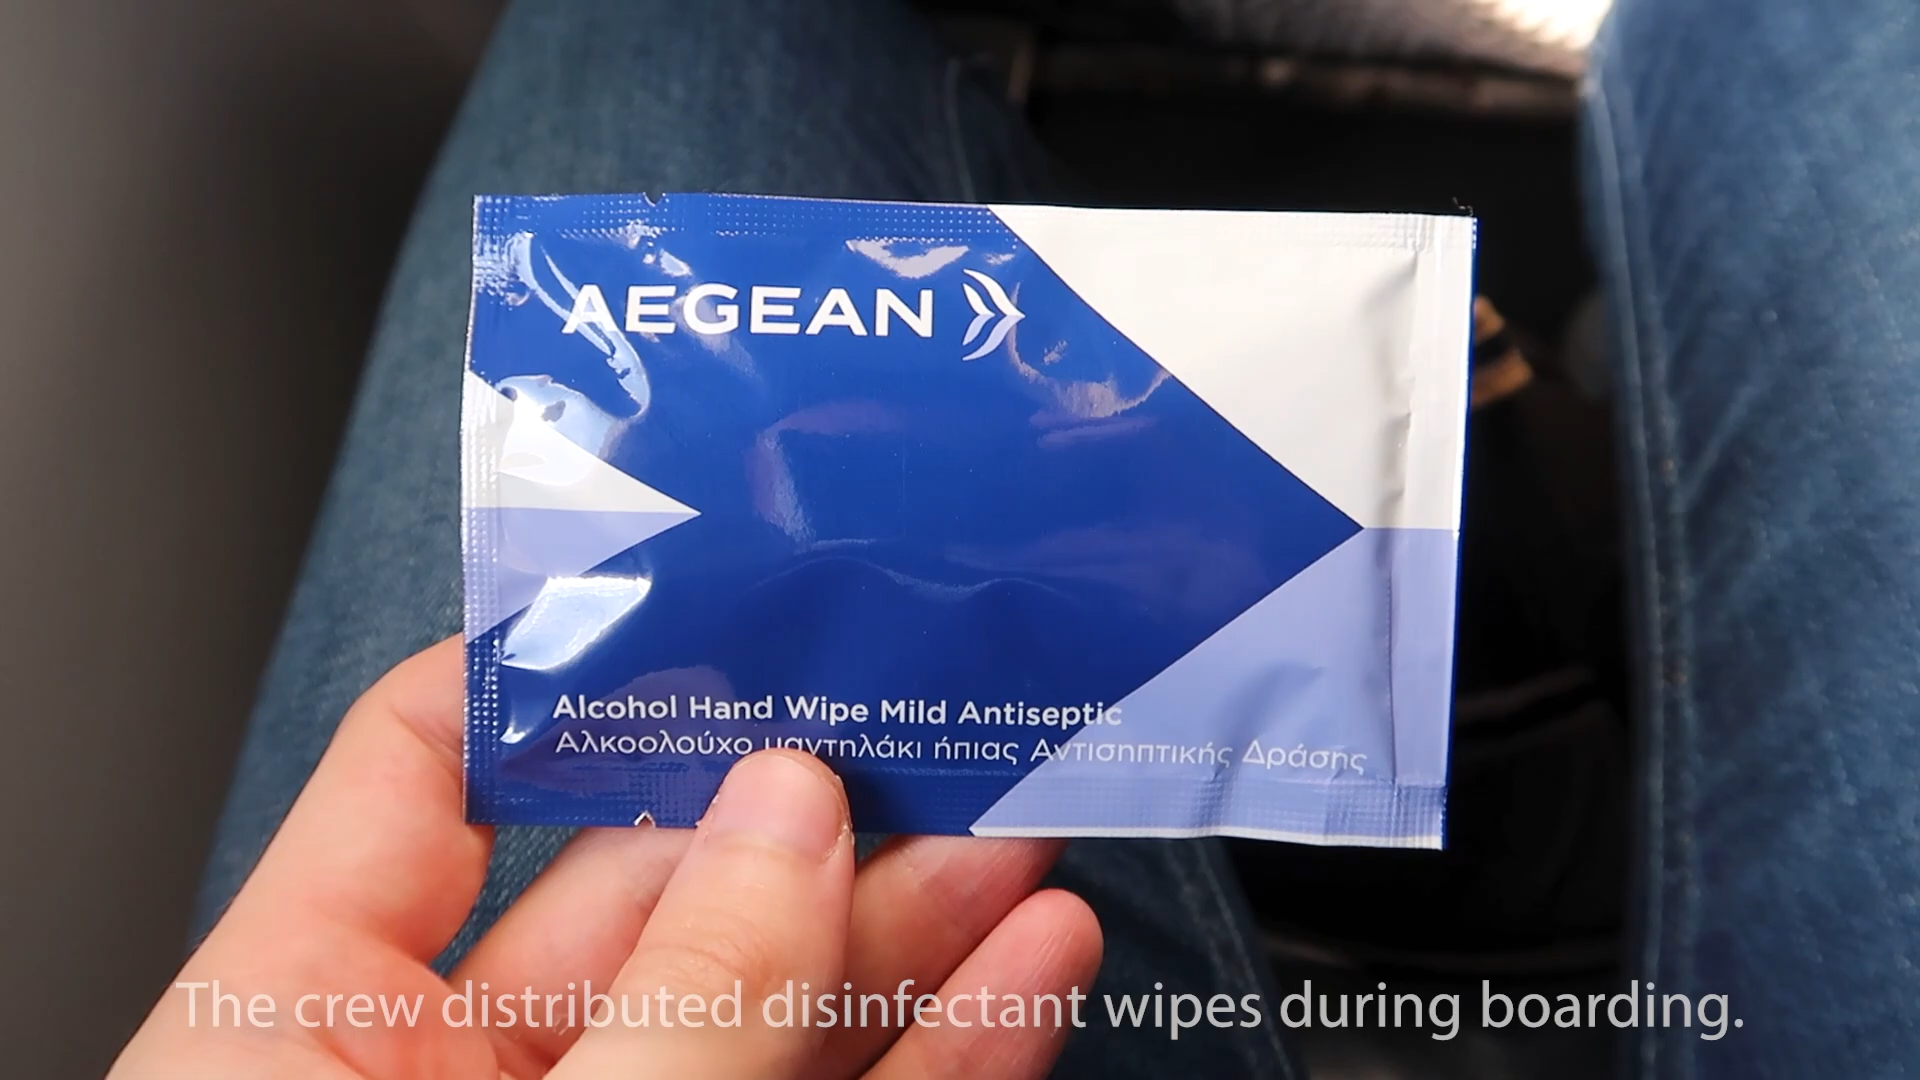 AEGEAN
Alcohol Hand Wipe Mild Antiseptic
Αλκοολούχο μαντηλάκι ήπιας Αντισηπτικής Δράσης
The crew distributed disinfectant wipes during boarding.